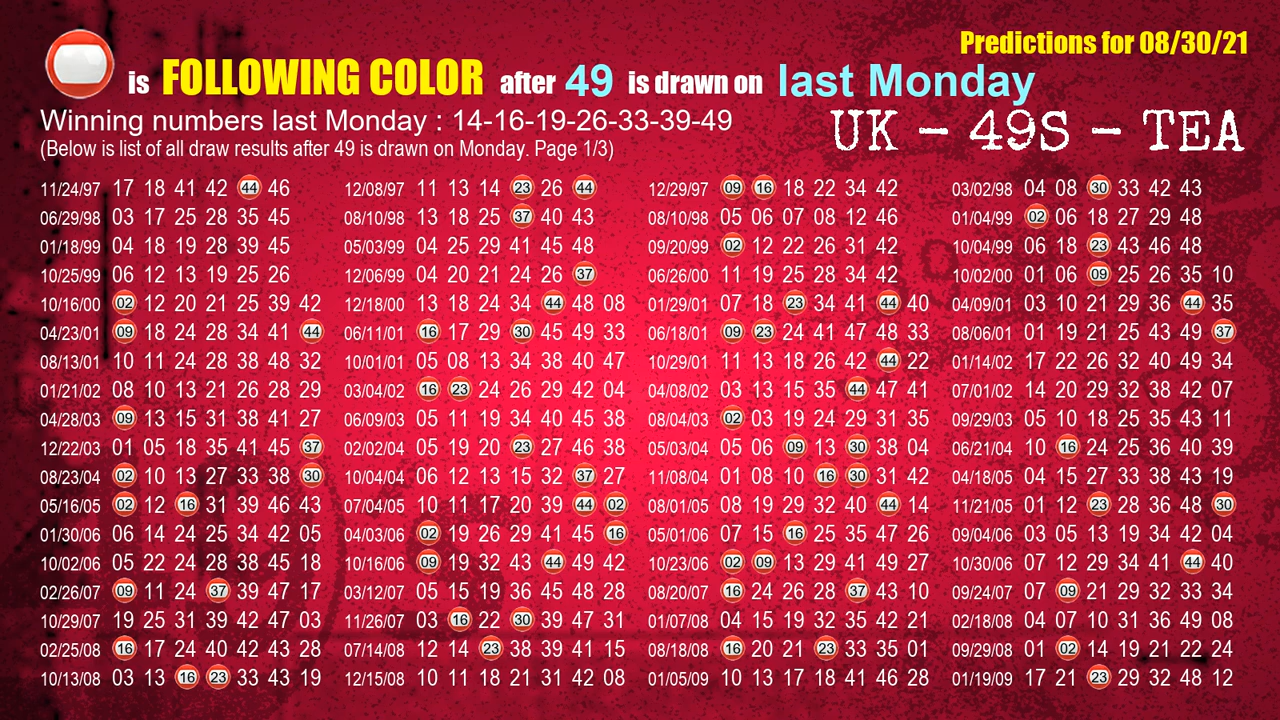 Predictions for 08/30/21
is FOLLOWING COLOR after 49 is drawn on last Monday
Winning numbers last Monday : 14-16-19-26-33-39-49
UK - 49S - TEA
(Below is list of all draw results after 49 is drawn on Monday. Page 1/3)
11/24/97 17 18 41 42 44 46 12/08/97 11 13 14 23 26 44 12/29/97 09 16 18 22 34 42 03/02/98 04 08 30 33 42 43
06/29/98 03 17 25 28 35 45 08/10/98 13 18 25 37 40 43 08/10/98 05 06 07 08 12 46 01/04/99 02 06 18 27 29 48
01/18/99 04 18 19 28 39 45 05/03/99 04 25 29 41 45 48 09/20/99 02 12 22 26 31 42 10/04/99 06 18 23 43 46 48
10/25/99 06 12 13 19 25 26 12/06/99 04 20 21 24 26 37 06/26/00 11 19 25 28 34 42 10/02/00 01 06 09 25 26 35 10
10/16/00 02 12 20 21 25 39 42 12/18/00 13 18 24 34 44 48 08 01/29/01 07 18 23 34 41 44 40 04/09/01 03 10 21 29 36 44 35
04/23/01 09 18 24 28 34 41 44 06/11/01 16 17 29 30 45 49 33 06/18/01 09 23 24 41 47 48 33 08/06/01 01 19 21 25 43 49 37
08/13/01 10 11 24 28 38 48 32 10/01/01 05 08 13 34 38 40 47 10/29/01 11 13 18 26 42 44 22 01/14/02 17 22 26 32 40 49 34
01/21/02 08 10 13 21 26 28 29 03/04/02 16 23 24 26 29 42 04 04/08/02 03 13 15 35 44 47 41 07/01/02 14 20 29 32 38 42 07
04/28/03 09 13 15 31 38 41 27 06/09/03 05 11 19 34 40 45 38 08/04/03 02 03 19 24 29 31 35 09/29/03 05 10 18 25 35 43 11
12/22/03 01 05 18 35 41 45 37 02/02/04 05 19 20 23 27 46 38 05/03/04 05 06 09 13 30 38 04 06/21/04 10 16 24 25 36 40 39
08/23/04 02 10 13 27 33 38 30 10/04/04 06 12 13 15 32 37 27 11/08/04 01 08 10 16 30 31 42 04/18/05 04 15 27 33 38 43 19
05/16/05 02 12 16 31 39 46 43 07/04/05 10 11 17 20 39 44 02 08/01/05 08 19 29 32 40 44 14 11/21/05 01 12 23 28 36 48 30
01/30/06 06 14 24 25 34 42 05 04/03/06 02 19 26 29 41 45 16 05/01/06 07 15 16 25 35 47 26 09/04/06 03 05 13 19 34 42 04
10/02/06 05 22 24 28 38 45 18 10/16/06 09 19 32 43 44 49 42 10/23/06 02 09 13 29 41 49 27 10/30/06 07 12 29 34 41 44 40
02/26/07 09 11 24 37 39 47 17 03/12/07 05 15 19 36 45 48 28 08/20/07 16 24 26 28 37 43 10 09/24/07 07 09 21 29 32 33 34
10/29/07 19 25 31 39 42 47 03 11/26/07 03 16 22 30 39 47 31 01/07/08 04 15 19 32 35 42 21 02/18/08 04 07 10 31 36 49 08
02/25/08 16 17 24 40 42 43 28 07/14/08 12 14 23 38 39 41 15 08/18/08 16 20 21 23 33 35 01 09/29/08 01 02 14 19 21 22 24
10/13/08 03 13 16 23 33 43 19 12/15/08 10 11 18 21 31 42 08 01/05/09 10 13 17 18 41 46 28 01/19/09 17 21 23 29 32 48 12